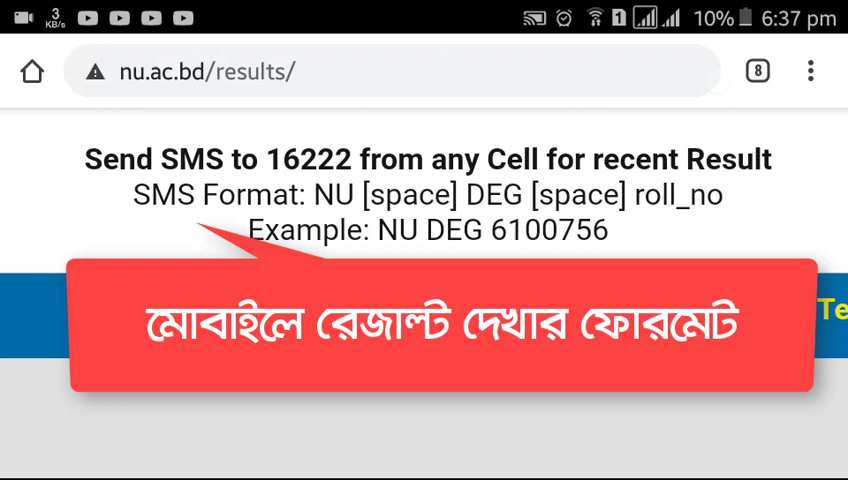 3 KB/s 1 10% 6:37 pm
nu.ac.bd/results/ 8
Send SMS to 16222 from any Cell for recent Result
SMS Format: NU [space] DEG [space] roll_no
Example: NU DEG 6100756
মোবাইলে রেজাল্ট দেখার ফোরমেট
Te